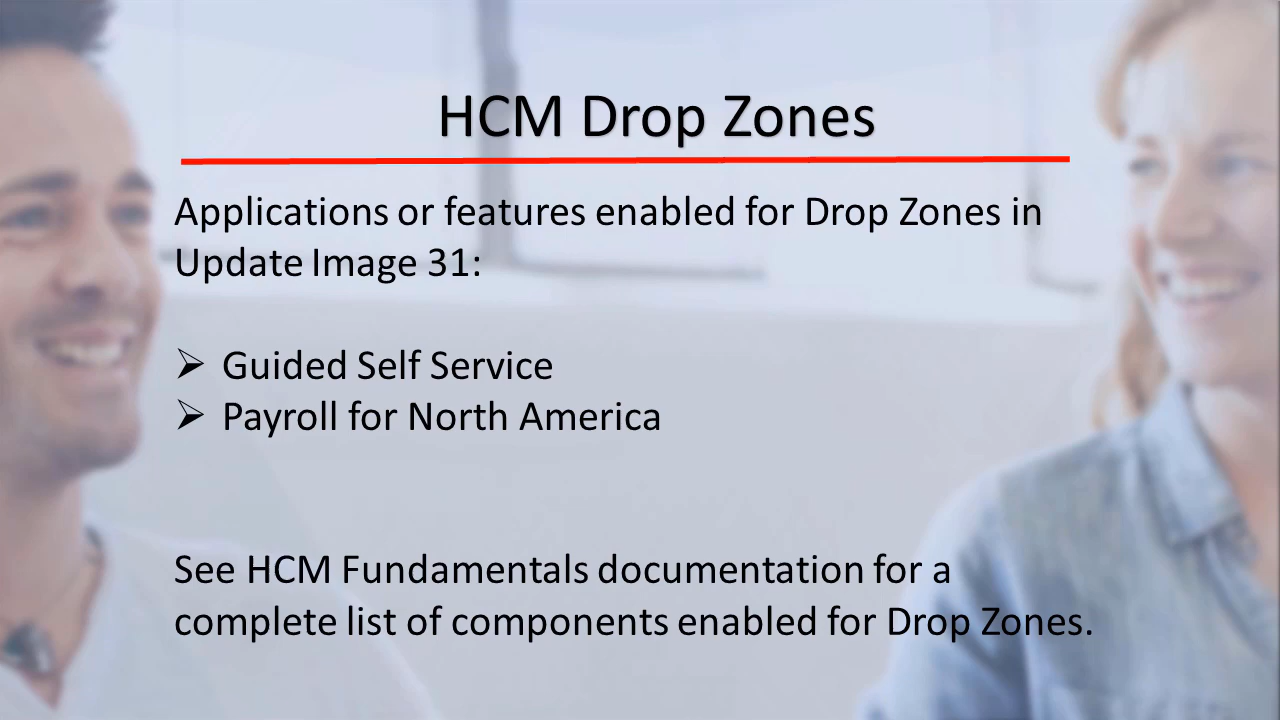 HCM Drop Zones
Applications or features enabled for Drop Zones in
Update Image 31:
➢ Guided Self Service
➢ Payroll for North America
See HCM Fundamentals documentation for a
complete list of components enabled for Drop Zones.